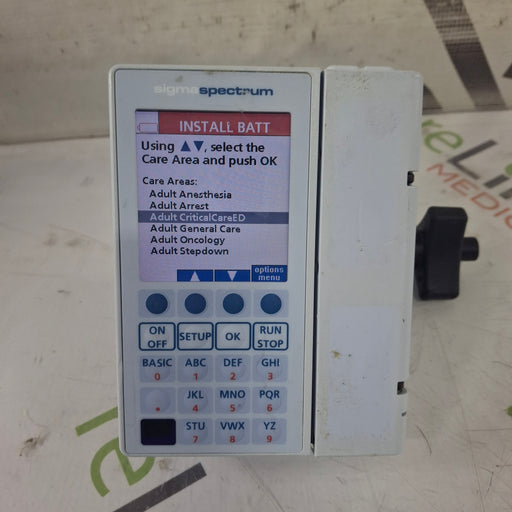 sigmaspectrum
INSTALL BATT
Using ▲▼, select the
Care Area and push OK
Care Areas:
Adult Anesthesia
Adult Arrest
Adult CriticalCareED
Adult General Care
Adult Oncology
Adult Stepdown
▲ ▼ options
menu
ON OFF SETUP OK RUN STOP
BASIC ABC DEF GHI
0 1 2 3
JKL MNO PQR
. 4 5 6
STU VWX YZ
7 8 9
MEDIC